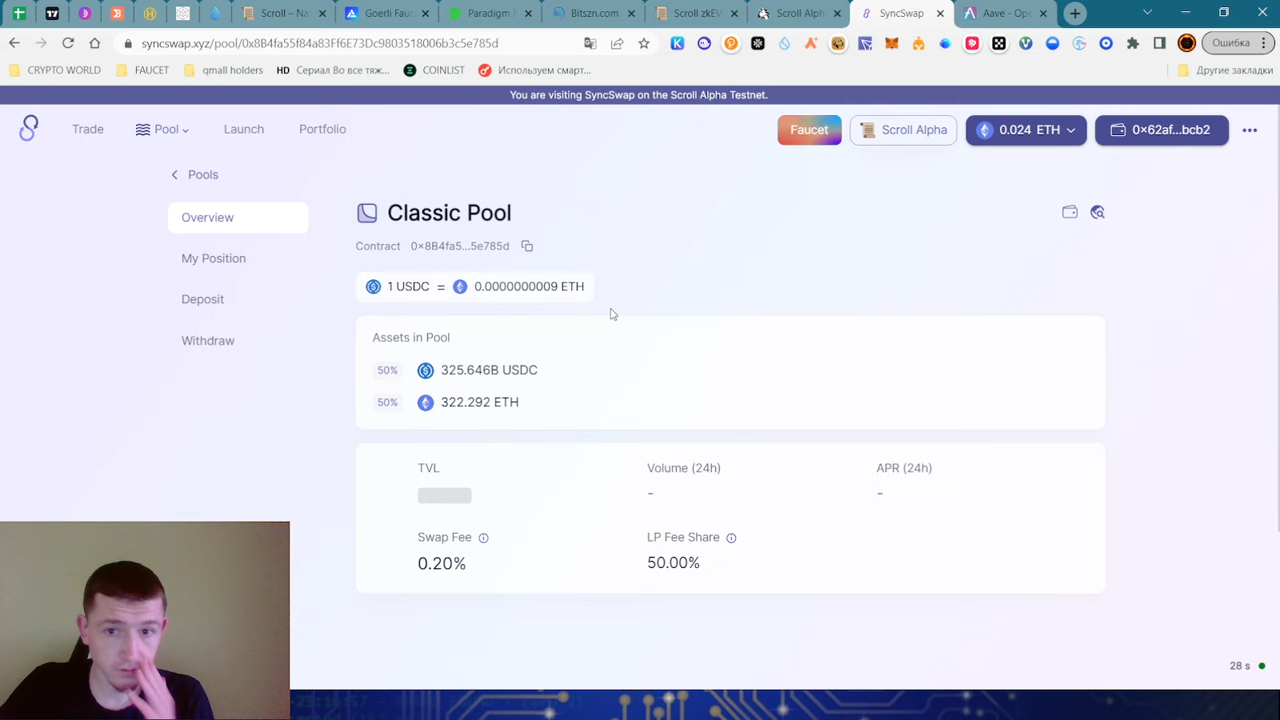 Scroll – Nat
Goerli Fauc
Paradigm M
Bitszn.com
Scroll zkEV
Scroll Alph
SyncSwap
Aave - Ope
syncswap.xyz/pool/0x8B4fa55f84a83Ff6E73Dc9803518006b3c5e785d
Ошибка
CRYPTO WORLD
FAUCET
qmall holders
HD Сериал Во все тяж...
COINLIST
Используем смарт...
Другие закладки
You are visiting SyncSwap on the Scroll Alpha Testnet.
Trade
Pool
Launch
Portfolio
Faucet
Scroll Alpha
0.024 ETH
0x62af...bcb2
Pools
Overview
My Position
Deposit
Withdraw
Classic Pool
Contract 0x8B4fa5...5e785d
1 USDC = 0.0000000009 ETH
Assets in Pool
50% 325.646B USDC
50% 322.292 ETH
TVL
Volume (24h)
-
APR (24h)
-
Swap Fee
0.20%
LP Fee Share
50.00%
28 s